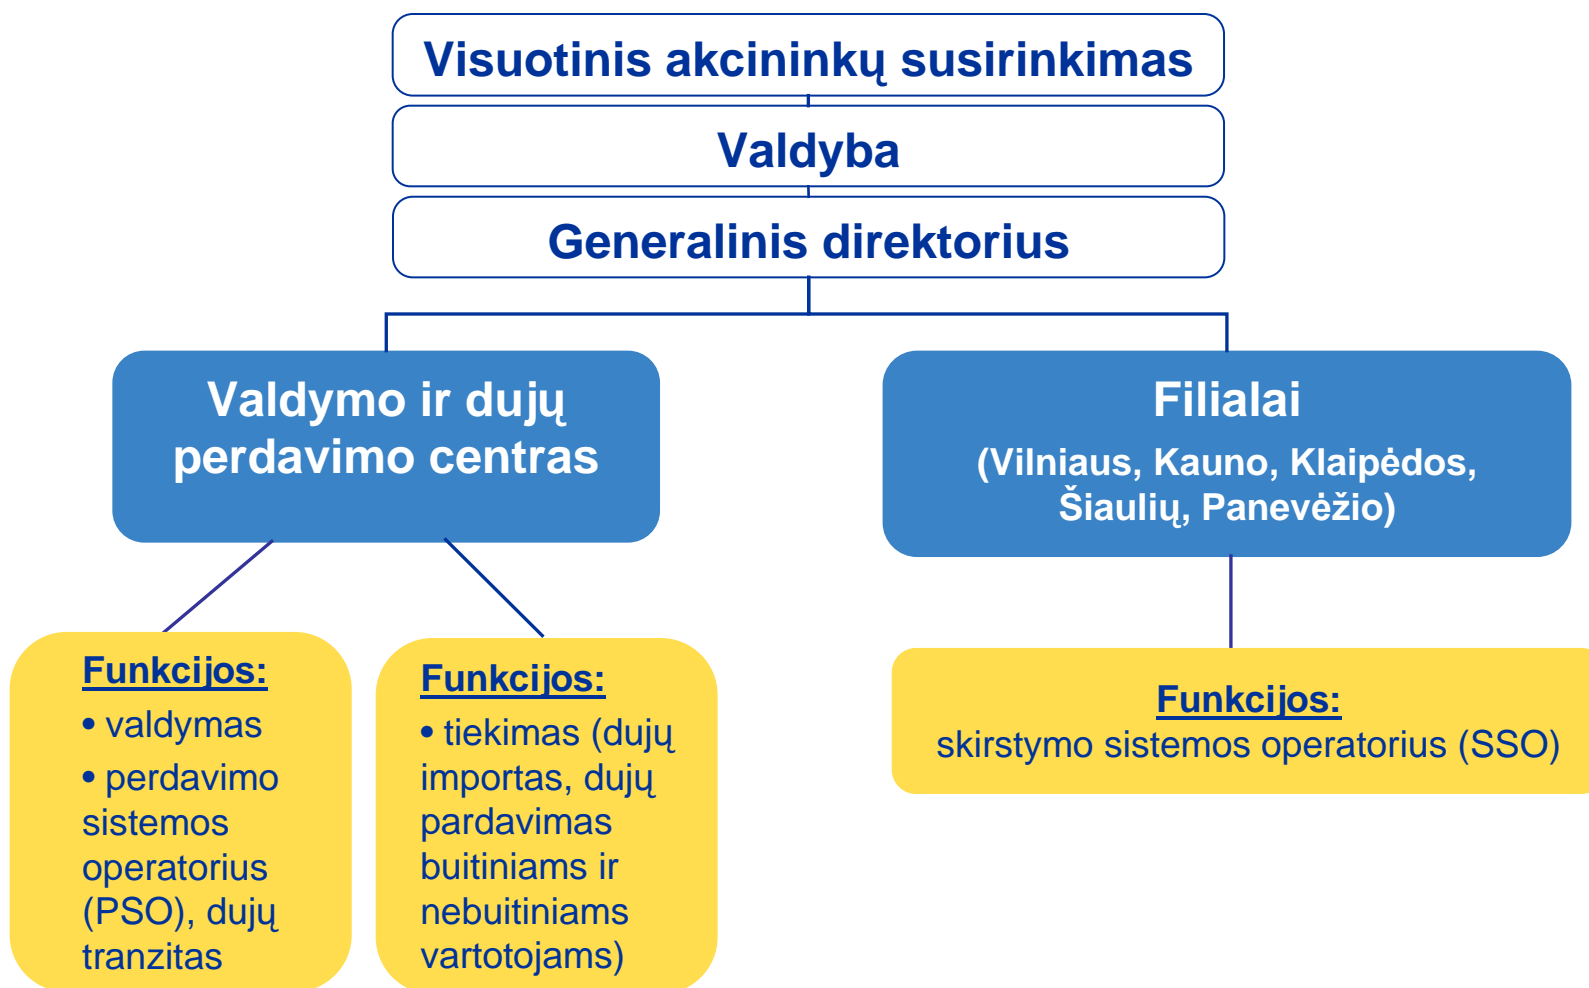 Visuotinis akcininkų susirinkimas
Valdyba
Generalinis direktorius
Valdymo ir dujų
perdavimo centras
Filialai
(Vilniaus, Kauno, Klaipėdos,
Šiaulių, Panevėžio)
Funkcijos:
• valdymas
• perdavimo
sistemos
operatorius
(PSO), dujų
tranzitas
Funkcijos:
• tiekimas (dujų
importas, dujų
pardavimas
buitiniams ir
nebuitiniams
vartotojams)
Funkcijos:
skirstymo sistemos operatorius (SSO)